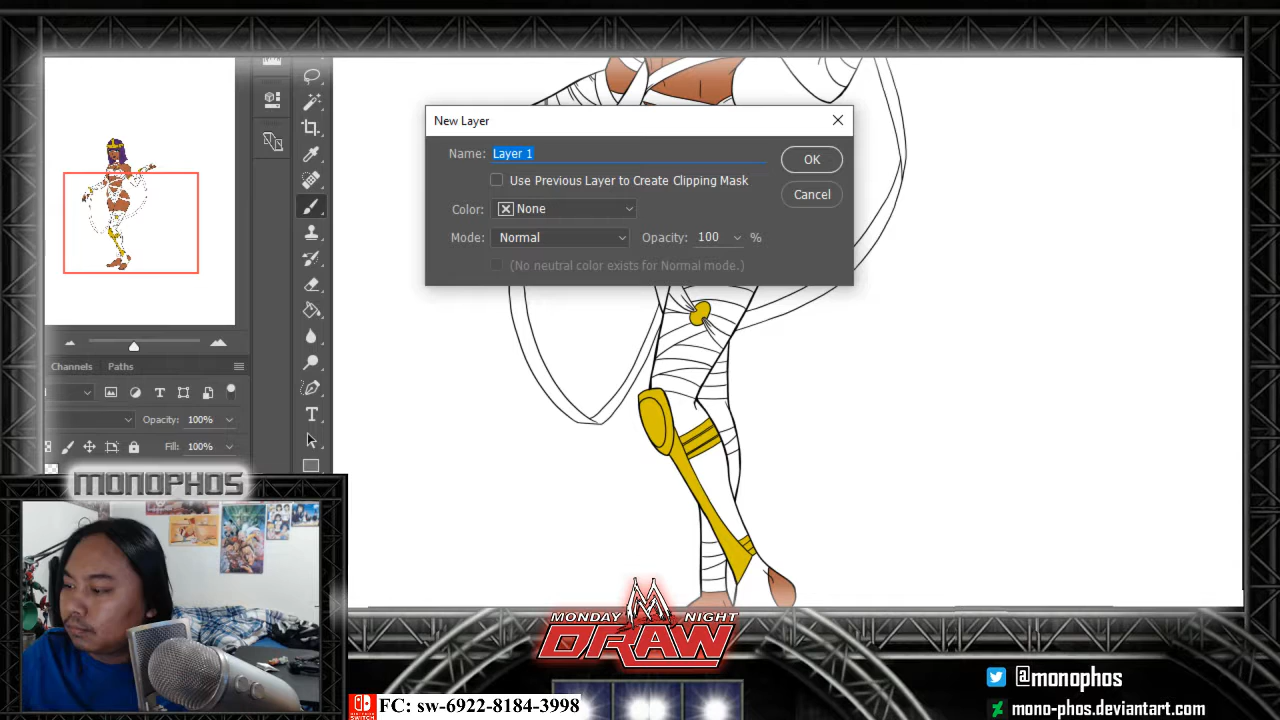 New Layer
Name: Layer 1
OK
Use Previous Layer to Create Clipping Mask
Cancel
Color: None
Mode: Normal Opacity: 100 %
(No neutral color exists for Normal mode.)
Channels Paths
T
Opacity: 100%
Fill: 100%
T
MONOPHOS
MONDAY NIGHT
DRAW
FC: sw-6922-8184-3998
@monophos
mono-phos.deviantart.com